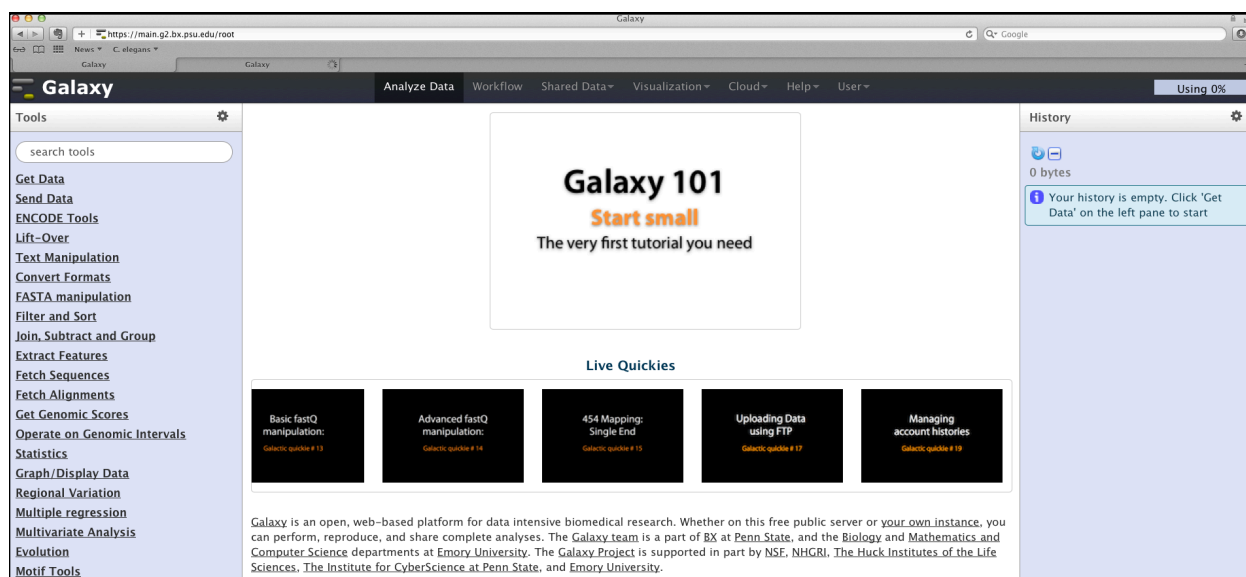 Galaxy
https://main.g2.bx.psu.edu/root
Google
News C. elegans
Galaxy Galaxy
Galaxy Analyze Data Workflow Shared Data Visualization Cloud Help User Using 0%
Tools
search tools
Get Data
Send Data
ENCODE Tools
Lift-Over
Text Manipulation
Convert Formats
FASTA manipulation
Filter and Sort
Join, Subtract and Group
Extract Features
Fetch Sequences
Fetch Alignments
Get Genomic Scores
Operate on Genomic Intervals
Statistics
Graph/Display Data
Regional Variation
Multiple regression
Multivariate Analysis
Evolution
Motif Tools
Galaxy 101
Start small
The very first tutorial you need
Live Quickies
Basic fastQ
manipulation:
Galactic quickie # 13
Advanced fastQ
manipulation:
Galactic quickie # 14
454 Mapping:
Single End
Galactic quickie # 15
Uploading Data
using FTP
Galactic quickie # 17
Managing
account histories
Galactic quickie # 19
Galaxy is an open, web-based platform for data intensive biomedical research. Whether on this free public server or your own instance, you
can perform, reproduce, and share complete analyses. The Galaxy team is a part of BX at Penn State, and the Biology and Mathematics and
Computer Science departments at Emory University. The Galaxy Project is supported in part by NSF, NHGRI, The Huck Institutes of the Life
Sciences, The Institute for CyberScience at Penn State, and Emory University.
History
0 bytes
Your history is empty. Click 'Get
Data' on the left pane to start